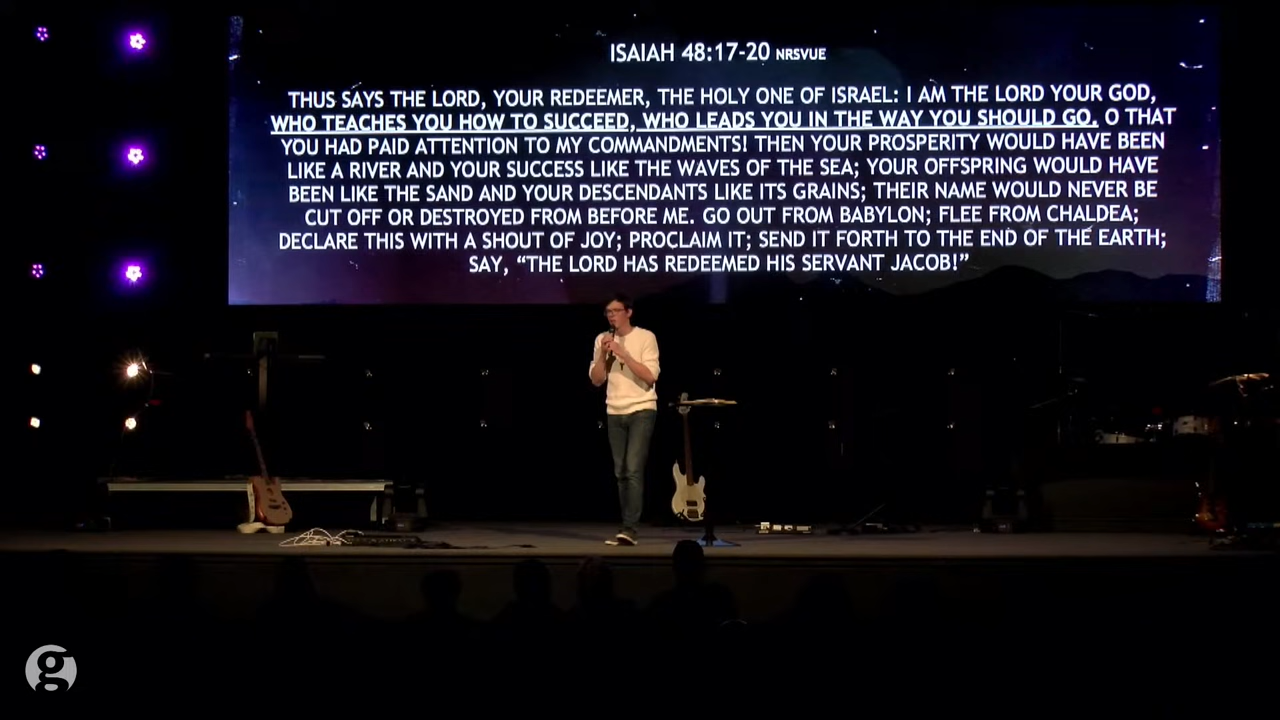 ISAIAH 48:17-20 NRSVUE
THUS SAYS THE LORD, YOUR REDEEMER, THE HOLY ONE OF ISRAEL: I AM THE LORD YOUR GOD,
WHO TEACHES YOU HOW TO SUCCEED, WHO LEADS YOU IN THE WAY YOU SHOULD GO. O THAT
YOU HAD PAID ATTENTION TO MY COMMANDMENTS! THEN YOUR PROSPERITY WOULD HAVE BEEN
LIKE A RIVER AND YOUR SUCCESS LIKE THE WAVES OF THE SEA; YOUR OFFSPRING WOULD HAVE
BEEN LIKE THE SAND AND YOUR DESCENDANTS LIKE ITS GRAINS; THEIR NAME WOULD NEVER BE
CUT OFF OR DESTROYED FROM BEFORE ME. GO OUT FROM BABYLON; FLEE FROM CHALDEA;
DECLARE THIS WITH A SHOUT OF JOY; PROCLAIM IT; SEND IT FORTH TO THE END OF THE EARTH;
SAY, “THE LORD HAS REDEEMED HIS SERVANT JACOB!”
g